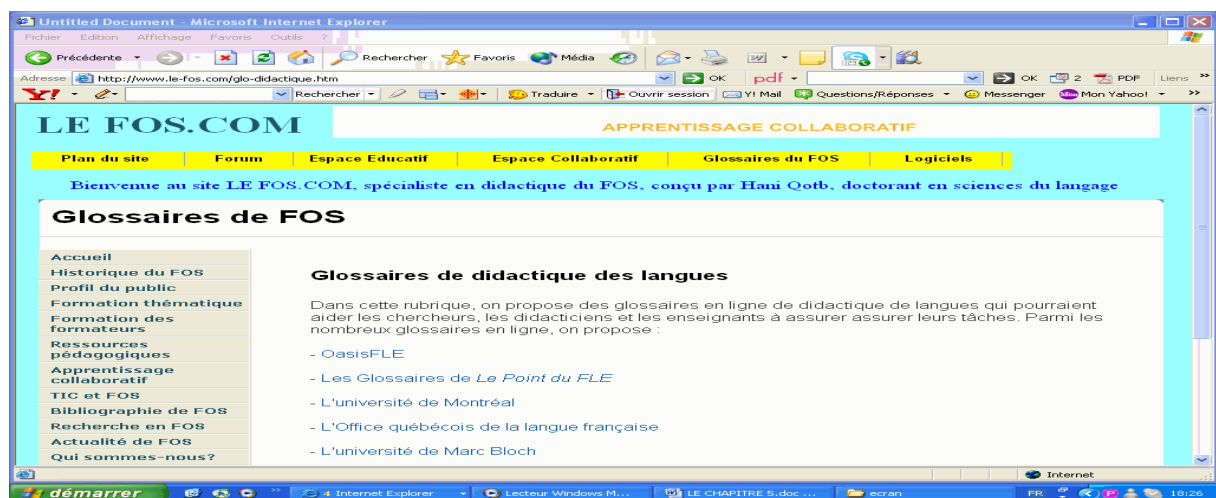 Untitled Document - Microsoft Internet Explorer
Fichier Edition Affichage Favoris Outils ?
Précédente Rechercher Favoris Média
Adresse http://www.le-fos.com/glo-didactique.htm OK pdf OK 2 PDF Liens »
Y! Rechercher Traduire Ouvrir session Y! Mail Questions/Réponses Messenger Mon Yahoo! »
LE FOS.COM APPRENTISSAGE COLLABORATIF
Plan du site Forum Espace Educatif Espace Collaboratif Glossaires du FOS Logiciels
Bienvenue au site LE FOS.COM, spécialiste en didactique du FOS, conçu par Hani Qotb, doctorant en sciences du langage
Glossaires de FOS
Accueil
Historique du FOS
Profil du public
Formation thématique
Formation des
formateurs
Ressources
pédagogiques
Apprentissage
collaboratif
TIC et FOS
Bibliographie de FOS
Recherche en FOS
Actualité de FOS
Qui sommes-nous?
Glossaires de didactique des langues
Dans cette rubrique, on propose des glossaires en ligne de didactique de langues qui pourraient
aider les chercheurs, les didacticiens et les enseignants à assurer assurer leurs tâches. Parmi les
nombreux glossaires en ligne, on propose :
- OasisFLE
- Les Glossaires de Le Point du FLE
- L'université de Montréal
- L'Office québécois de la langue française
- L'université de Marc Bloch
Internet
démarrer » 4 Internet Explorer Lecteur Windows M... LE CHAPITRE 5.doc ... ecran FR 18:26